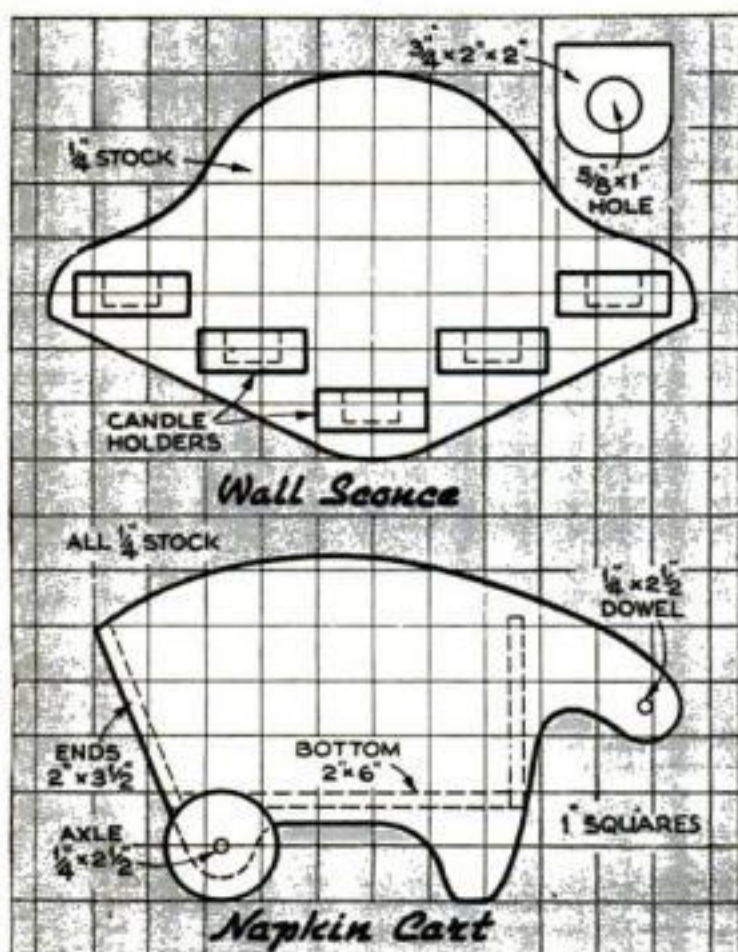 3/4" x 2" x 2"
1/4" STOCK
5/8" x 1"
HOLE
CANDLE
HOLDERS
Wall Sconce
ALL 1/4" STOCK
1/4" x 2 1/2"
DOWEL
ENDS
2" x 3 1/2"
BOTTOM
2" x 6"
AXLE
1/4" x 2 1/2"
1" SQUARES
Napkin Cart